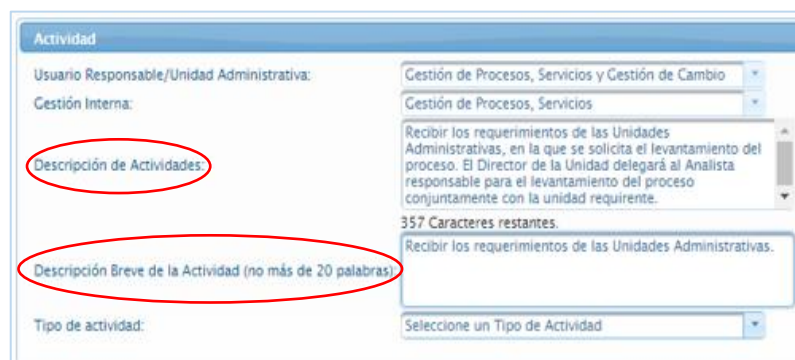 Actividad
Usuario Responsable/Unidad Administrativa:
Gestión de Procesos, Servicios y Gestión de Cambio
Gestión Interna:
Gestión de Procesos, Servicios
Descripción de Actividades:
Recibir los requerimientos de las Unidades
Administrativas, en la que se solicita el levantamiento del
proceso. El Director de la Unidad delegará al Analista
responsable para el levantamiento del proceso
conjuntamente con la unidad requirente.
357 Caracteres restantes.
Descripción Breve de la Actividad (no más de 20 palabras):
Recibir los requerimientos de las Unidades Administrativas.
Tipo de actividad:
Seleccione un Tipo de Actividad